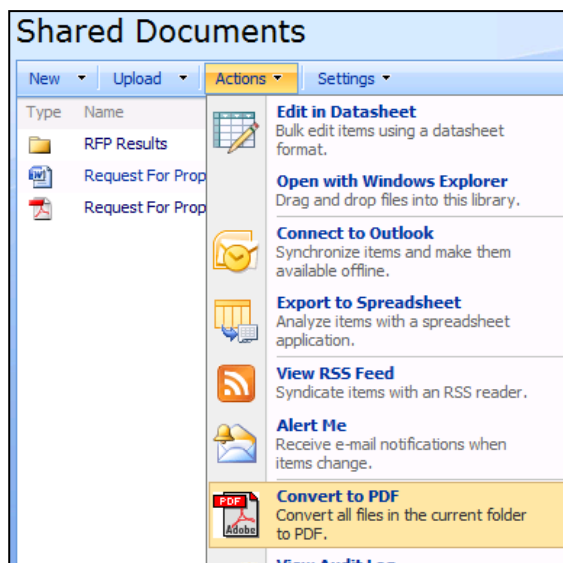 Shared Documents
New Upload Actions Settings
Type Name
RFP Results
Request For Prop
Request For Prop
Edit in Datasheet
Bulk edit items using a datasheet
format.
Open with Windows Explorer
Drag and drop files into this library.
Connect to Outlook
Synchronize items and make them
available offline.
Export to Spreadsheet
Analyze items with a spreadsheet
application.
View RSS Feed
Syndicate items with an RSS reader.
Alert Me
Receive e-mail notifications when
items change.
PDF
Adobe
Convert to PDF
Convert all files in the current folder
to PDF.
View Audit Log